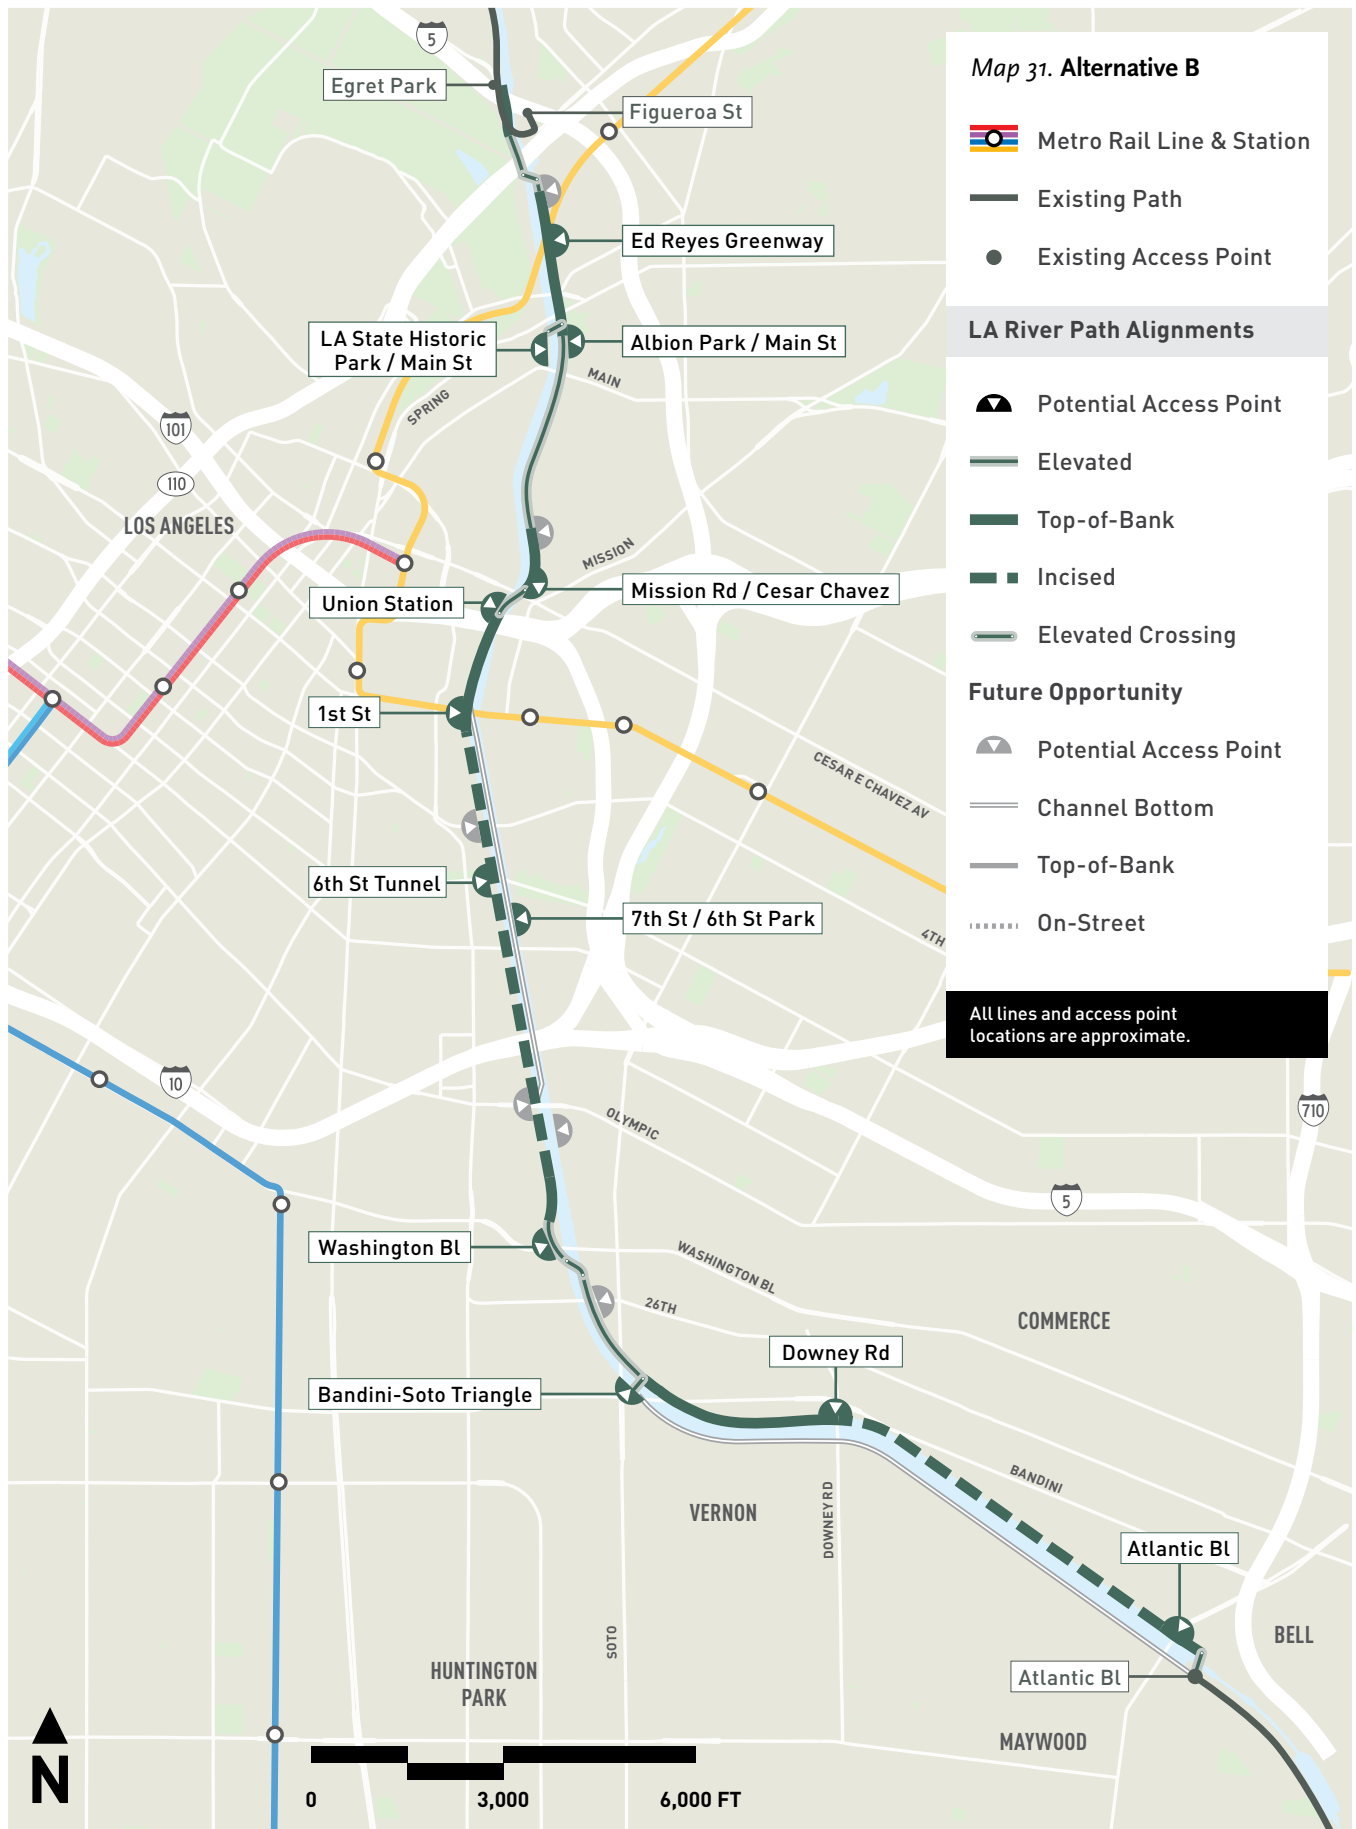 Map 31. Alternative B
Metro Rail Line & Station
Existing Path
Existing Access Point
LA River Path Alignments
Potential Access Point
Elevated
Top-of-Bank
Incised
Elevated Crossing
Future Opportunity
Potential Access Point
Channel Bottom
Top-of-Bank
On-Street
All lines and access point
locations are approximate.
5
Egret Park
Figueroa St
Ed Reyes Greenway
LA State Historic
Park / Main St
Albion Park / Main St
MAIN
SPRING
101
110
LOS ANGELES
MISSION
Union Station
Mission Rd / Cesar Chavez
1st St
CESAR E CHAVEZ AV
6th St Tunnel
7th St / 6th St Park
4TH
10
OLYMPIC
710
5
Washington Bl
WASHINGTON BL
26TH
COMMERCE
Downey Rd
Bandini-Soto Triangle
BANDINI
VERNON
DOWNEY RD
Atlantic Bl
SOTO
BELL
HUNTINGTON
PARK
Atlantic Bl
MAYWOOD
N
0
3,000
6,000 FT